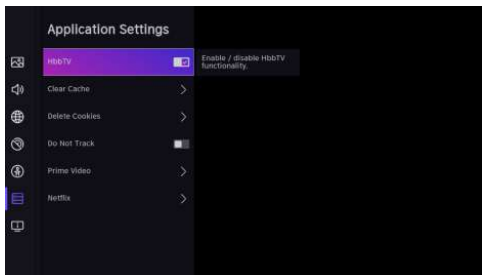 Application Settings
HbbTV
Enable / disable HbbTV
functionality.
Clear Cache
Delete Cookies
Do Not Track
Prime Video
Netflix